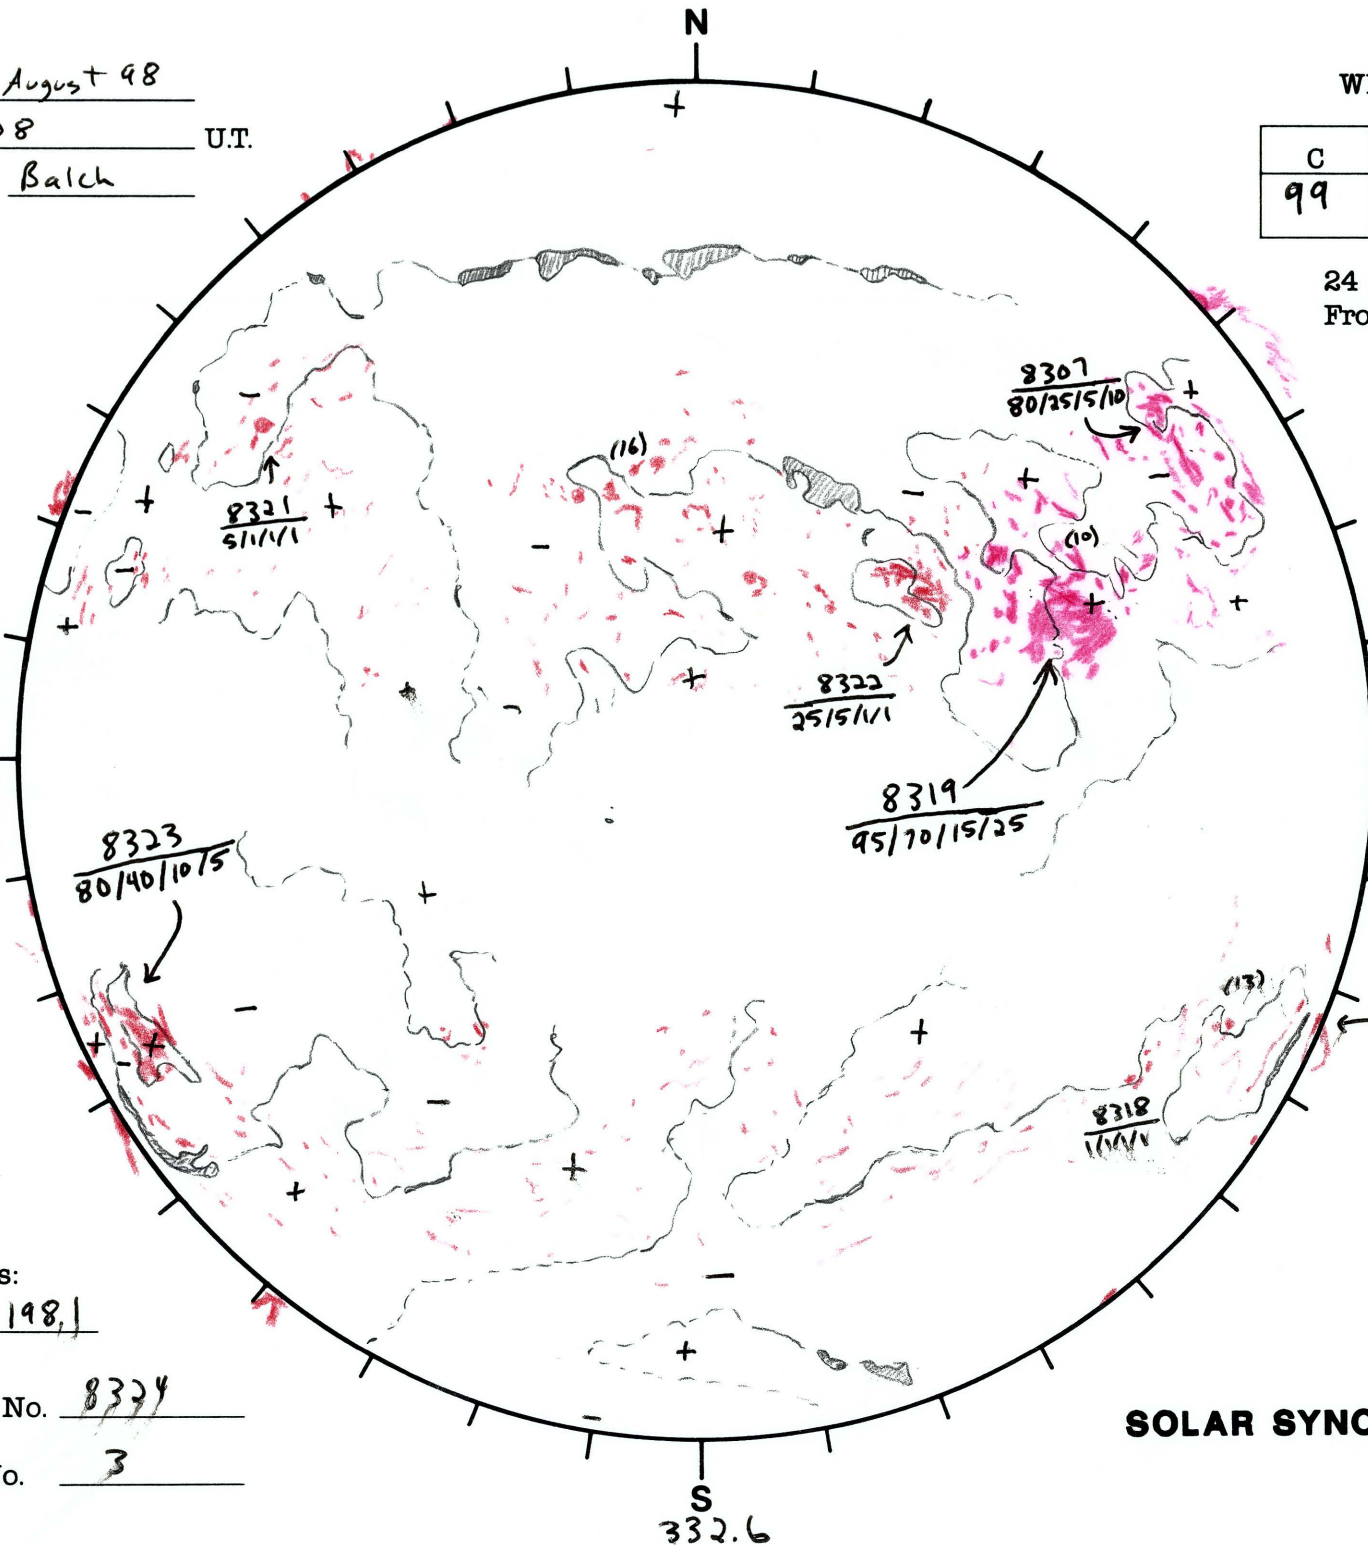 N
August 98
8
U.T.
Balch
C
99
24
Fro
8307
80/25/5/10
(16)
8321
5/1/1/1
(10)
8322
25/5/1/1
8319
95/70/15/25
8323
80/40/10/5
(13)
8318
1/1/1/1
s:
198.1
No. 8324
o. 3
SOLAR SYNO
S
332.6